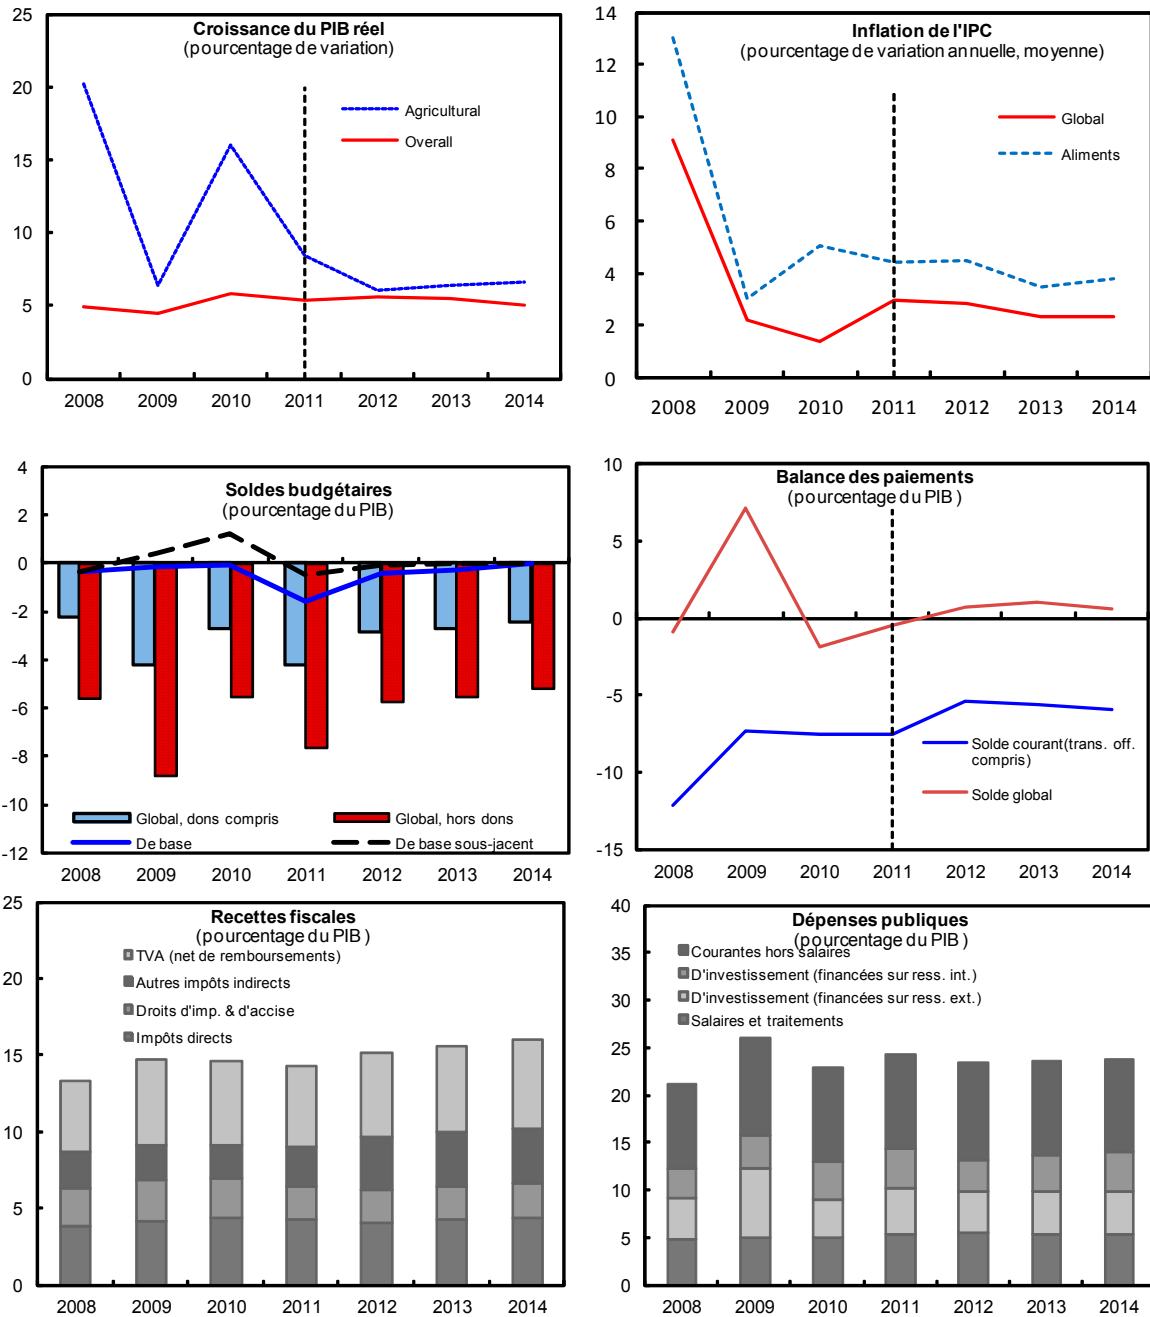 Croissance du PIB réel
(pourcentage de variation)
25
20
15
10
5
0
Agricultural
Overall
2008 2009 2010 2011 2012 2013 2014
Inflation de l'IPC
(pourcentage de variation annuelle, moyenne)
14
12
10
8
6
4
2
0
Global
Aliments
2008 2009 2010 2011 2012 2013 2014
Soldes budgétaires
(pourcentage du PIB)
4
2
0
-2
-4
-6
-8
-10
-12
Global, dons compris
Global, hors dons
De base
De base sous-jacent
2008 2009 2010 2011 2012 2013 2014
Balance des paiements
(pourcentage du PIB )
10
5
0
-5
-10
-15
Solde courant(trans. off.
compris)
Solde global
2008 2009 2010 2011 2012 2013 2014
Recettes fiscales
(pourcentage du PIB )
25
20
15
10
5
0
TVA (net de remboursements)
Autres impôts indirects
Droits d'imp. & d'accise
Impôts directs
2008 2009 2010 2011 2012 2013 2014
Dépenses publiques
(pourcentage du PIB )
40
35
30
25
20
15
10
5
0
Courantes hors salaires
D'investissement (financées sur ress. int.)
D'investissement (financées sur ress. ext.)
Salaires et traitements
2008 2009 2010 2011 2012 2013 2014